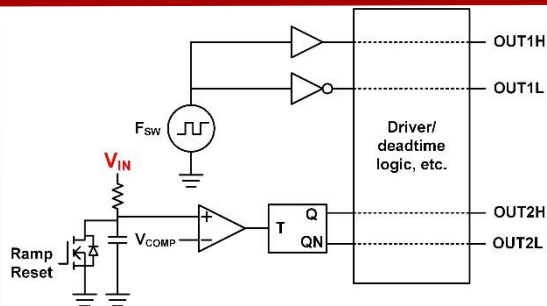 OUT1H
OUT1L
FSW
Driver/
deadtime
logic, etc.
VIN
Q
OUT2H
T
VCOMP
+
−
QN
OUT2L
Ramp
Reset